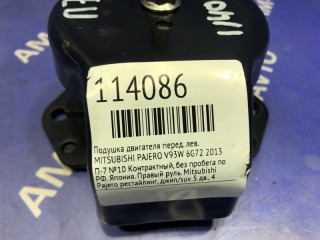 114086
Подушка двигателя перед. лев.
MITSUBISHI PAJERO V93W 6G72 2013
П-7 №10 Контрактный, без пробега по
РФ. Япония. Правый руль. Mitsubishi
Pajero рестайлинг, джип/suv 5 дв., 4